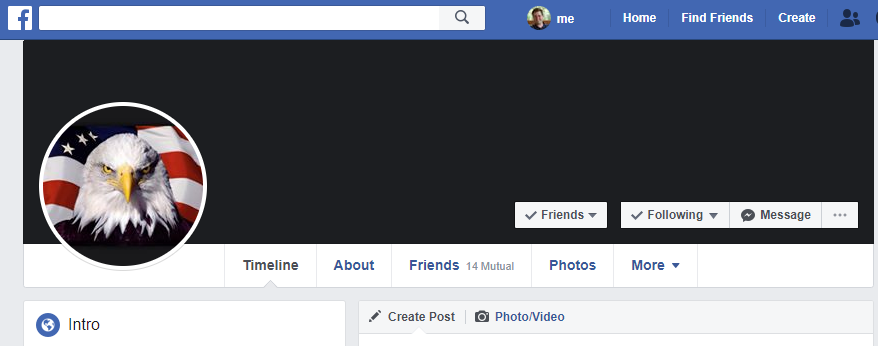 f me Home Find Friends Create
Friends Following Message ...
Timeline About Friends 14 Mutual Photos More
Intro Create Post Photo/Video